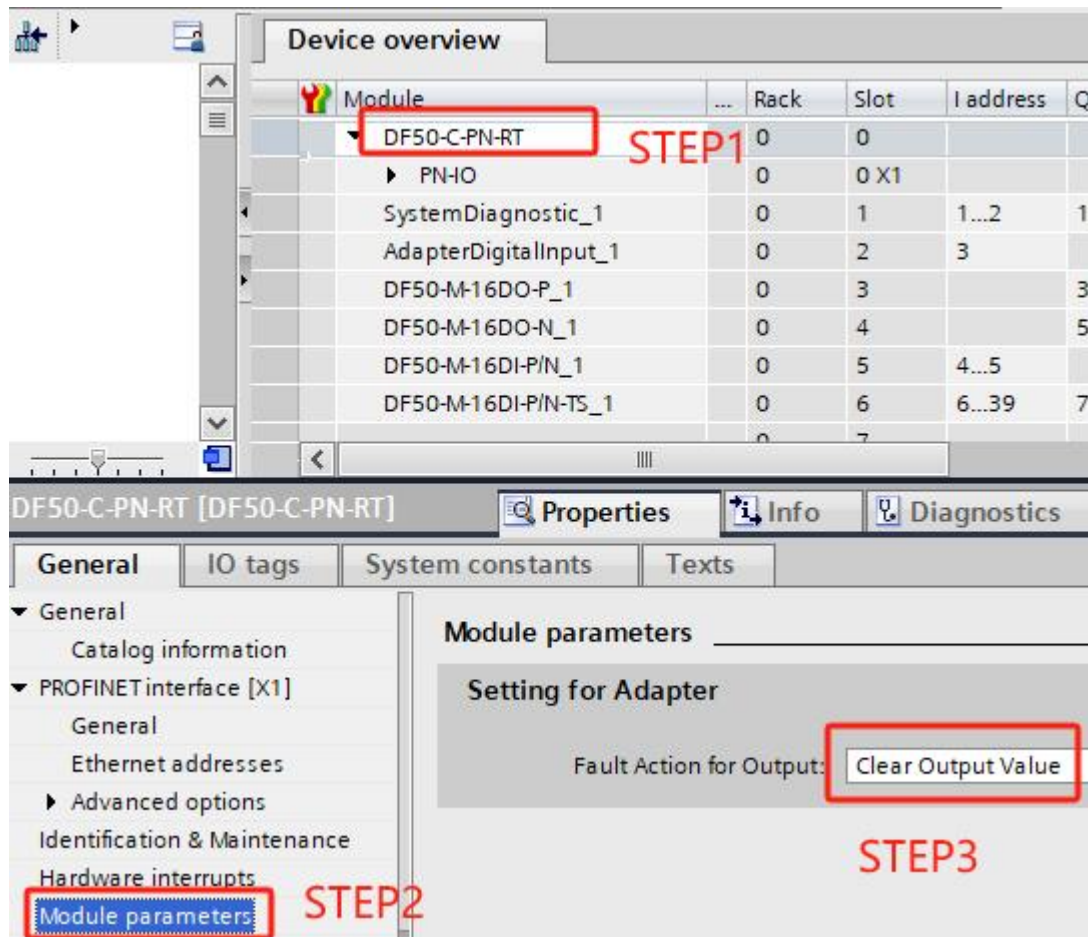 Device overview
Module ... Rack Slot I address Q
DF50-C-PN-RT 0 0
STEP1
PN-IO 0 0 X1
SystemDiagnostic_1 0 1 1...2 1
AdapterDigitalInput_1 0 2 3
DF50-M-16DO-P_1 0 3 3
DF50-M-16DO-N_1 0 4 5
DF50-M-16DI-P/N_1 0 5 4...5
DF50-M-16DI-P/N-TS_1 0 6 6...39 7
0 7
DF50-C-PN-RT [DF50-C-PN-RT] Properties Info Diagnostics
General IO tags System constants Texts
General
Catalog information
PROFINET interface [X1]
General
Ethernet addresses
Advanced options
Identification & Maintenance
Hardware interrupts
Module parameters
STEP2
Module parameters
Setting for Adapter
Fault Action for Output: Clear Output Value
STEP3